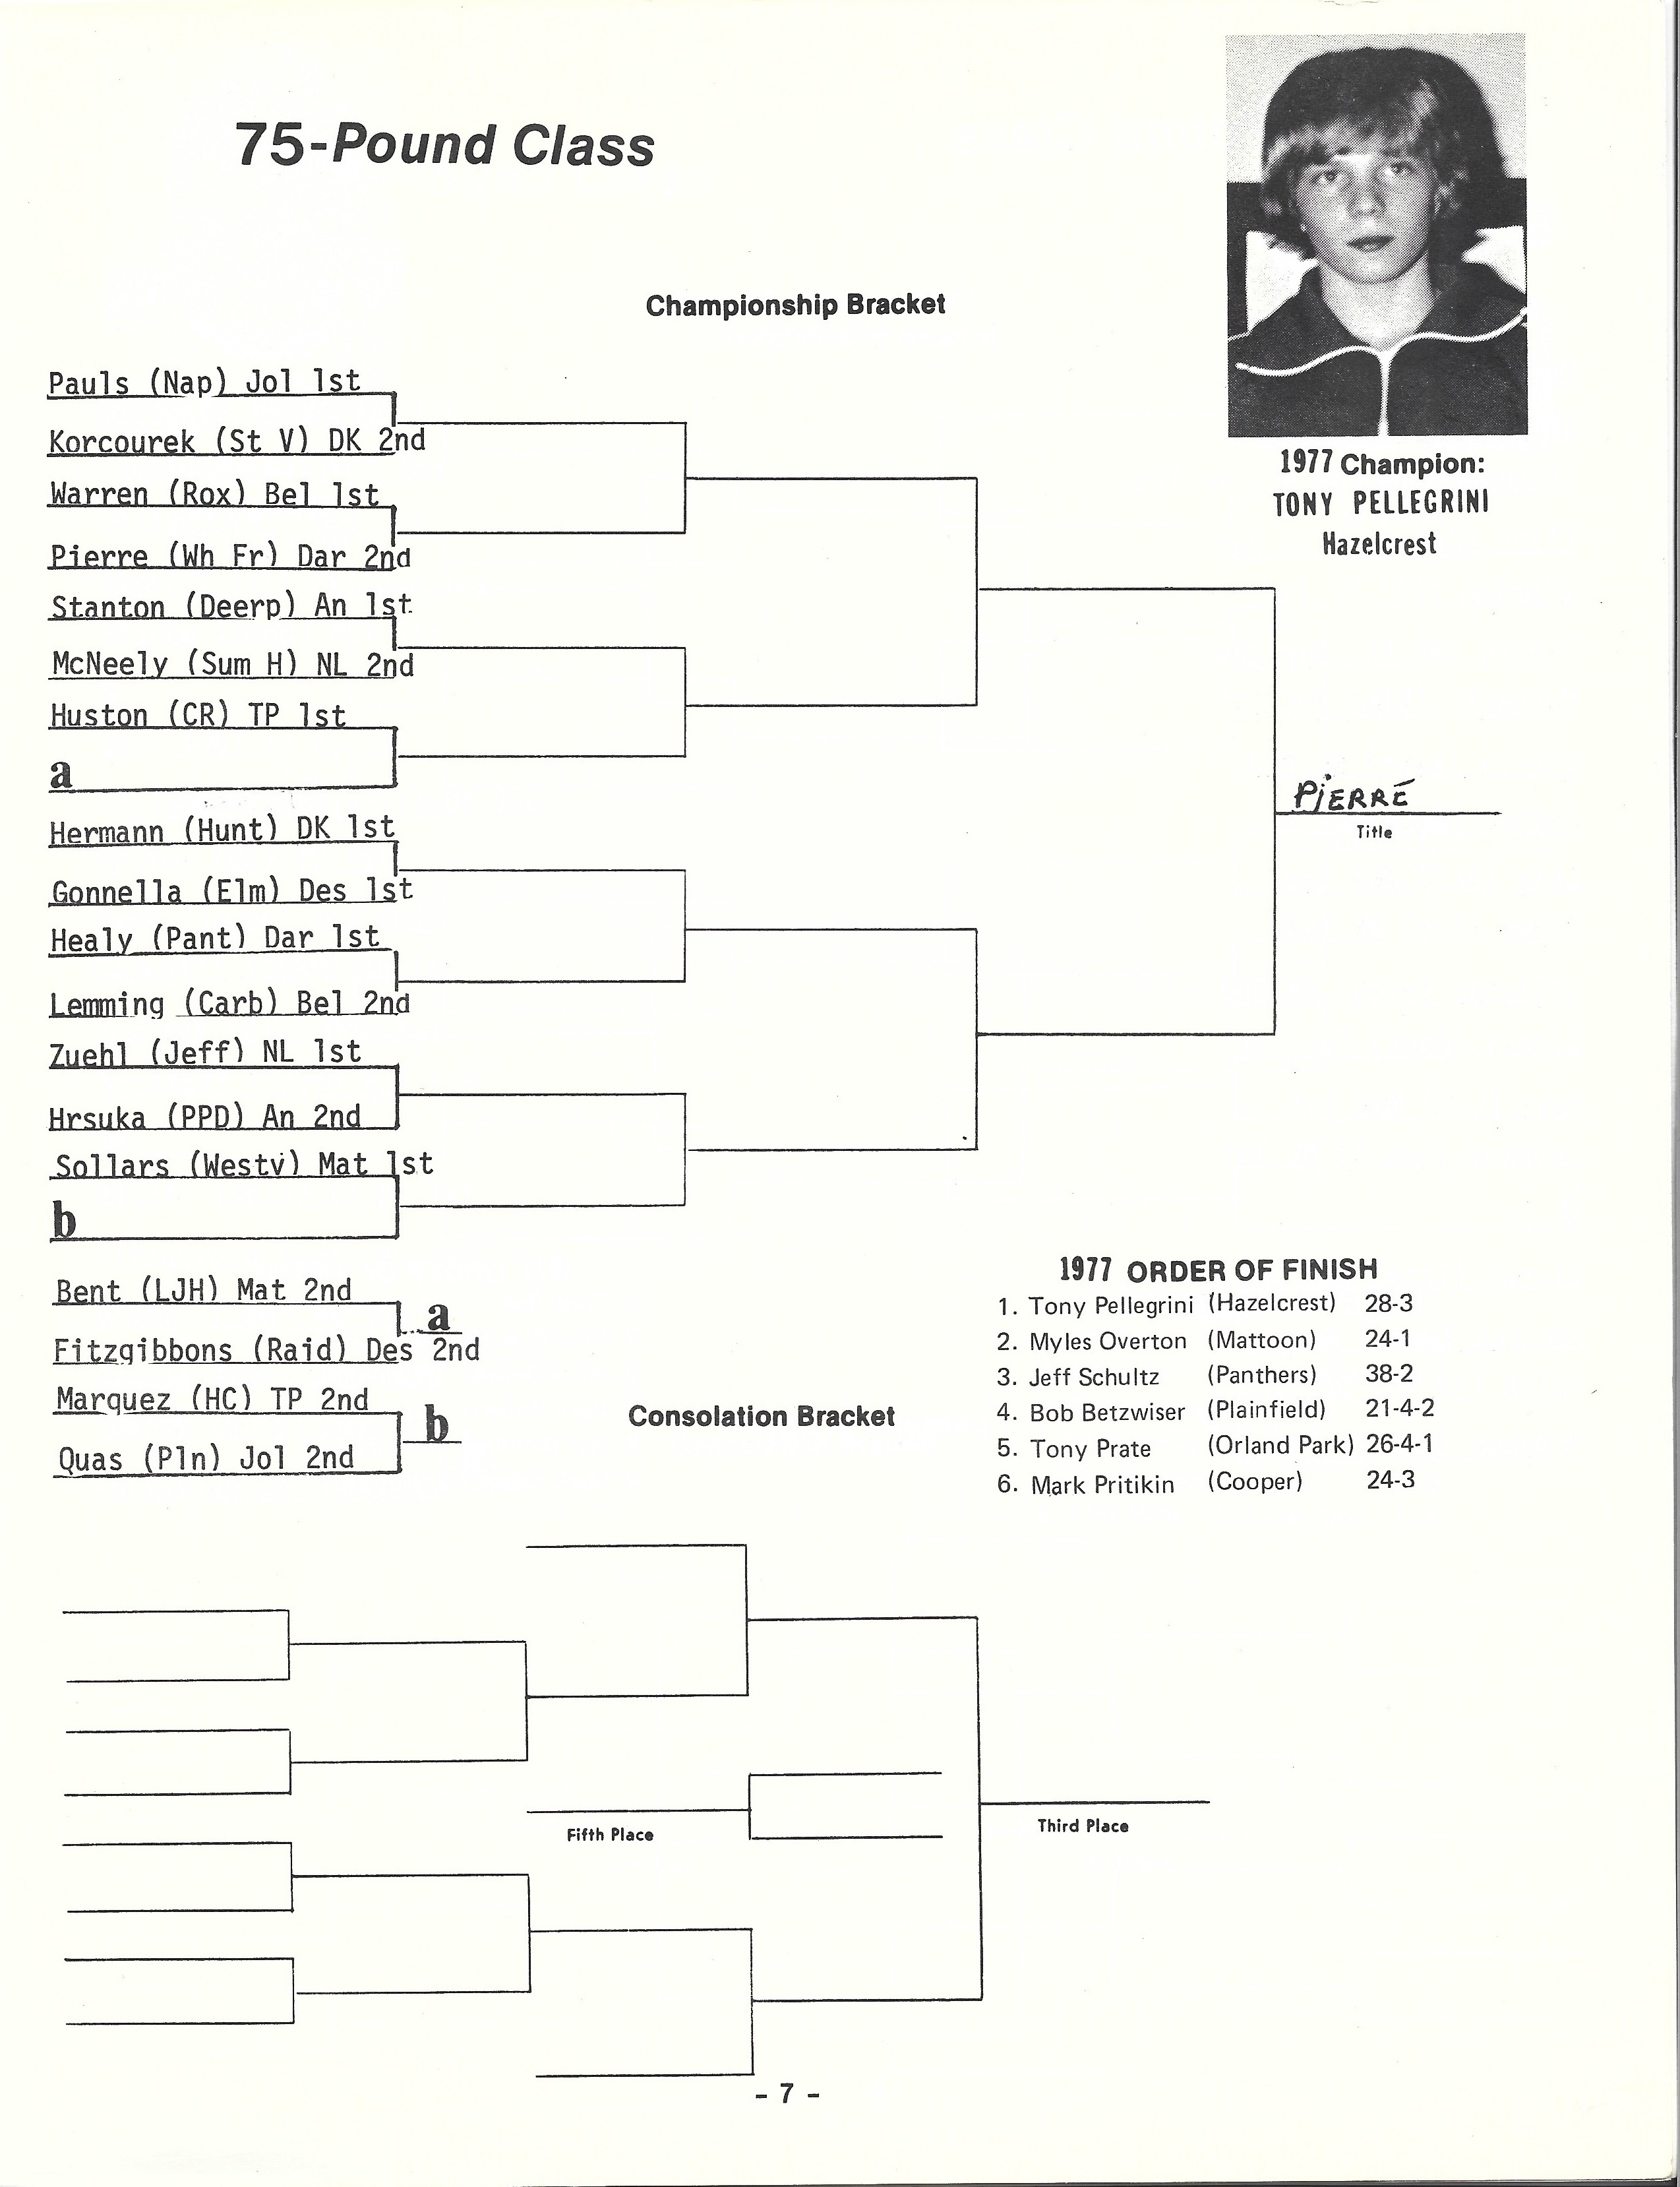 75-Pound Class
Championship Bracket
1977 Champion:
TONY PELLEGRINI
Hazelcrest
Pauls (Nap) Jol 1st
Korcourek (St V) DK 2nd
Warren (Rox) Bel 1st
Pierre (Wh Fr) Dar 2nd
Stanton (Deerp) An 1st
McNeely (Sum H) NL 2nd
Huston (CR) TP 1st
a
Hermann (Hunt) DK 1st
Gonnella (Elm) Des 1st
Healy (Pant) Dar 1st
Lemming (Carb) Bel 2nd
Zuehl (Jeff) NL 1st
Hrsuka (PPD) An 2nd
Sollars (Westv) Mat 1st
b
PiERRÉ
Title
Bent (LJH) Mat 2nd
a
Fitzgibbons (Raid) Des 2nd
Marquez (HC) TP 2nd
b
Quas (Pln) Jol 2nd
1977 ORDER OF FINISH
1. Tony Pellegrini (Hazelcrest) 28-3
2. Myles Overton (Mattoon) 24-1
3. Jeff Schultz (Panthers) 38-2
4. Bob Betzwiser (Plainfield) 21-4-2
5. Tony Prate (Orland Park) 26-4-1
6. Mark Pritikin (Cooper) 24-3
Consolation Bracket
Fifth Place
Third Place
- 7 -